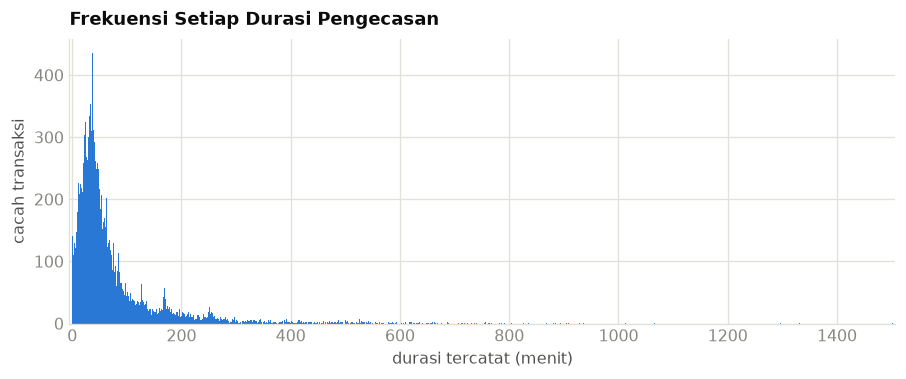 Frekuensi Setiap Durasi Pengecasan
cacah transaksi
400
300
200
100
0
0 200 400 600 800 1000 1200 1400
durasi tercatat (menit)